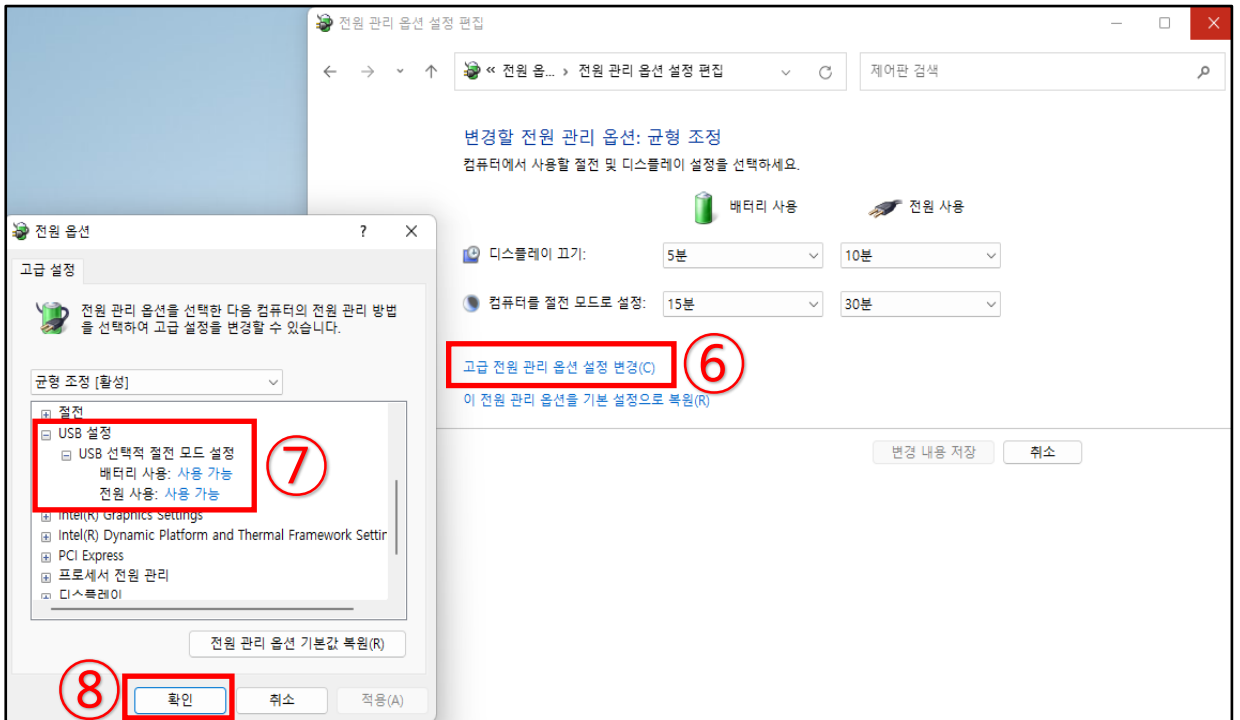 전원 관리 옵션 설정 편집
« 전원 옵... › 전원 관리 옵션 설정 편집
제어판 검색
변경할 전원 관리 옵션: 균형 조정
컴퓨터에서 사용할 절전 및 디스플레이 설정을 선택하세요.
배터리 사용
전원 사용
디스플레이 끄기:
5분
10분
컴퓨터를 절전 모드로 설정:
15분
30분
고급 전원 관리 옵션 설정 변경(C)
⑥
이 전원 관리 옵션을 기본 설정으로 복원(R)
변경 내용 저장
취소
전원 옵션
?
고급 설정
전원 관리 옵션을 선택한 다음 컴퓨터의 전원 관리 방법
을 선택하여 고급 설정을 변경할 수 있습니다.
균형 조정 [활성]
절전
USB 설정
USB 선택적 절전 모드 설정
배터리 사용: 사용 가능
전원 사용: 사용 가능
⑦
Intel(R) Graphics Settings
Intel(R) Dynamic Platform and Thermal Framework Settin
PCI Express
프로세서 전원 관리
디스플레이
전원 관리 옵션 기본값 복원(R)
⑧
확인
취소
적용(A)